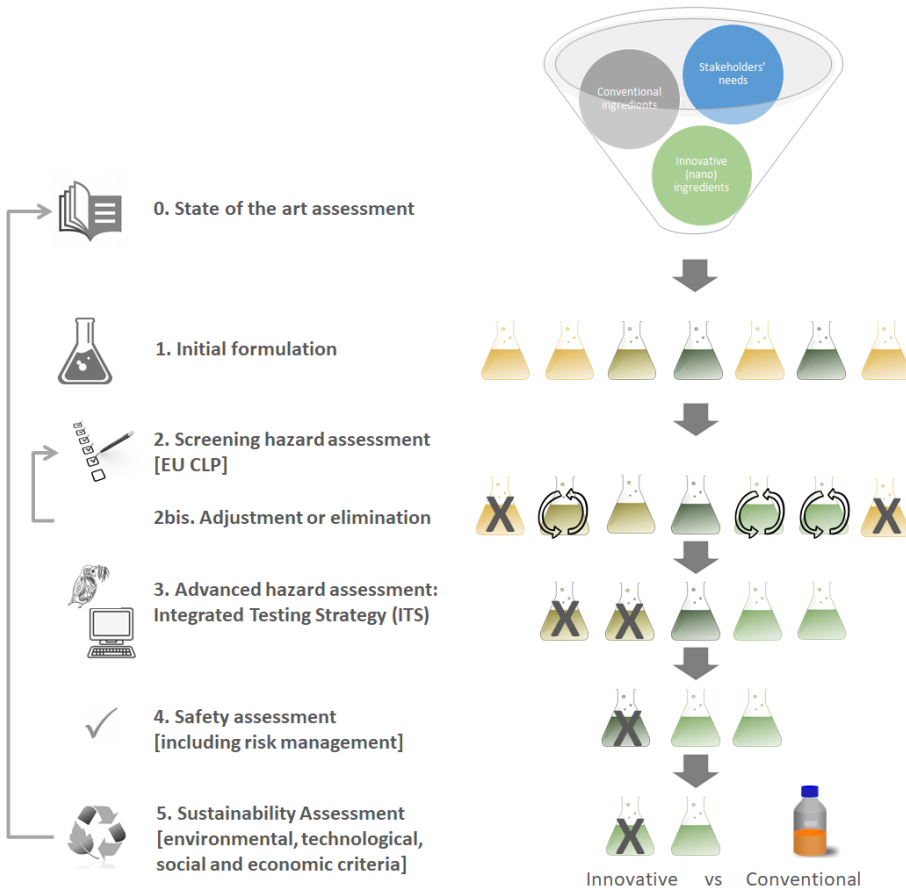 Stakeholders'
needs
Conventional
ingredients
Innovative
(nano)
ingredients
0. State of the art assessment
1. Initial formulation
2. Screening hazard assessment
[EU CLP]
2bis. Adjustment or elimination
3. Advanced hazard assessment:
Integrated Testing Strategy (ITS)
4. Safety assessment
[including risk management]
5. Sustainability Assessment
[environmental, technological,
social and economic criteria]
Innovative vs Conventional